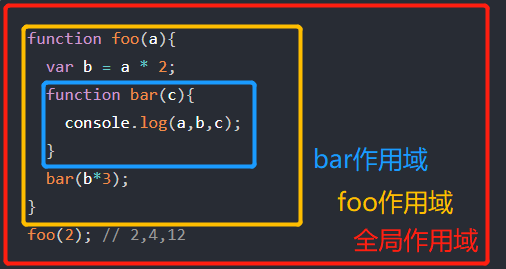 function foo(a){
var b = a * 2;
function bar(c){
console.log(a,b,c);
}
bar(b*3);
}
foo(2); // 2,4,12
bar作用域
foo作用域
全局作用域